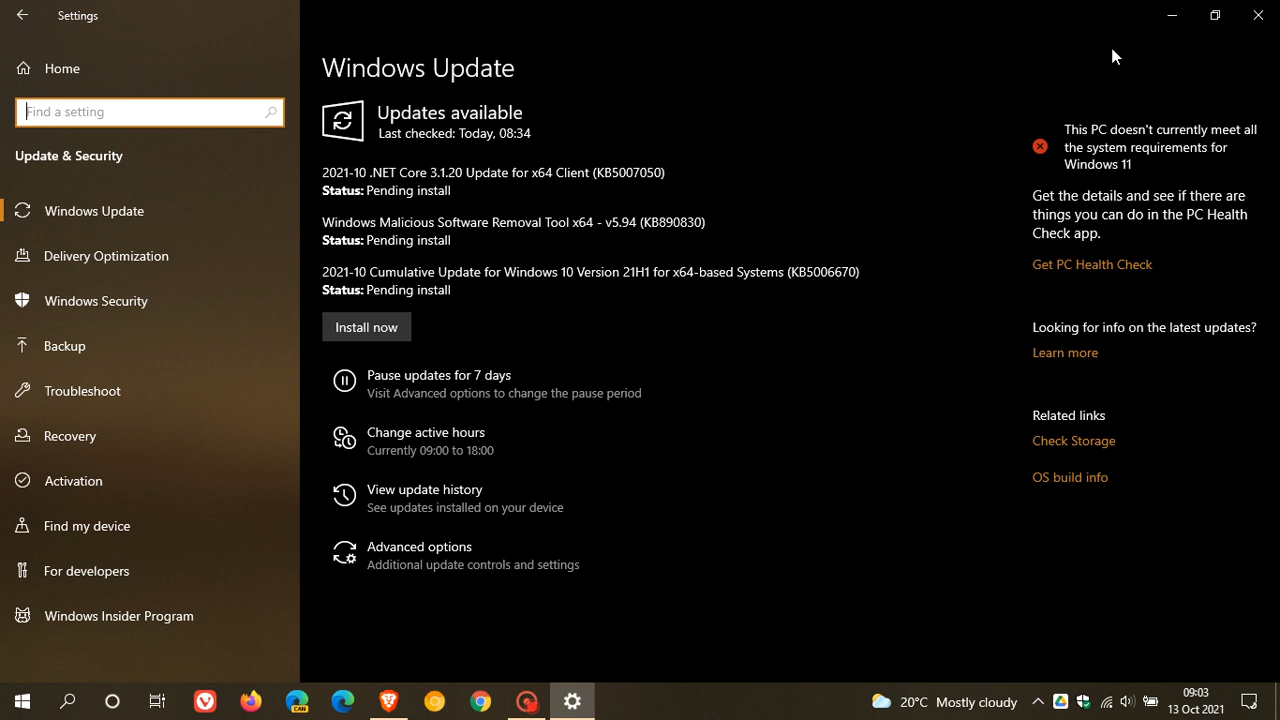 Settings
Home
Find a setting
Update & Security
Windows Update
Delivery Optimization
Windows Security
Backup
Troubleshoot
Recovery
Activation
Find my device
For developers
Windows Insider Program
Windows Update
Updates available
Last checked: Today, 08:34
2021-10 .NET Core 3.1.20 Update for x64 Client (KB5007050)
Status: Pending install
Windows Malicious Software Removal Tool x64 - v5.94 (KB890830)
Status: Pending install
2021-10 Cumulative Update for Windows 10 Version 21H1 for x64-based Systems (KB5006670)
Status: Pending install
Install now
Pause updates for 7 days
Visit Advanced options to change the pause period
Change active hours
Currently 09:00 to 18:00
View update history
See updates installed on your device
Advanced options
Additional update controls and settings
This PC doesn't currently meet all
the system requirements for
Windows 11
Get the details and see if there are
things you can do in the PC Health
Check app.
Get PC Health Check
Looking for info on the latest updates?
Learn more
Related links
Check Storage
OS build info
CAN
20°C Mostly cloudy
09:03
13 Oct 2021